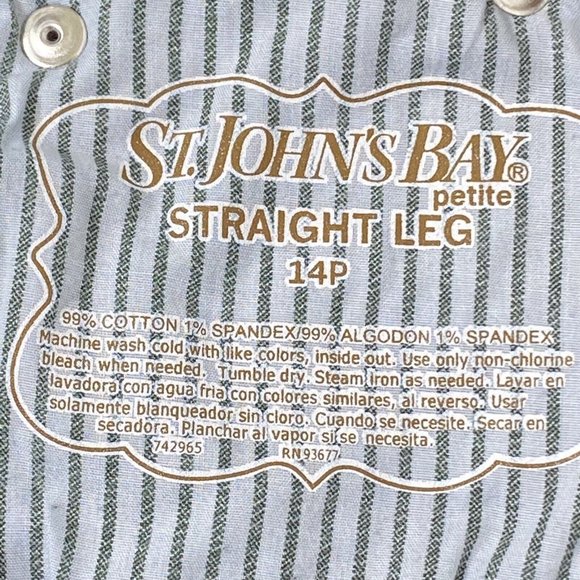 ST. JOHN'S BAY®
petite
STRAIGHT LEG
14P
99% COTTON 1% SPANDEX/99% ALGODON 1% SPANDEX
Machine wash cold with like colors, inside out. Use only non-chlorine
bleach when needed. Tumble dry. Steam iron as needed. Lavar en
lavadora con agua fria con colores similares, al reverso. Usar
solamente blanqueador sin cloro. Cuando se necesite. Secar en
secadora. Planchar al vapor si se necesita.
742965 RN93677